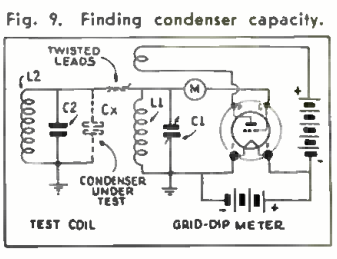 Fig. 9. Finding condenser capacity.
TWISTED
LEADS
L2
C2
Cx
L1
C1
M
+
-
CONDENSER
UNDER
TEST
- +
TEST COIL
GRID-DIP METER